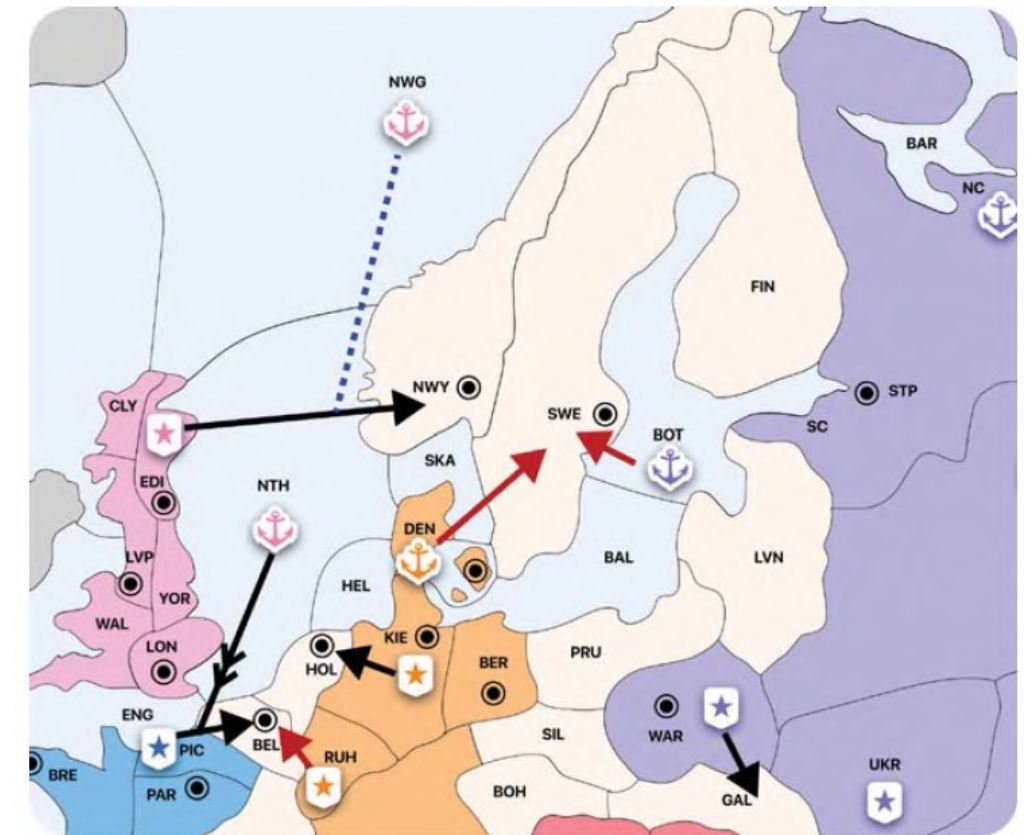 NWG
BAR
NC
FIN
NWY
STP
CLY
SWE
SC
BOT
SKA
EDI
NTH
DEN
LVP
BAL
LVN
HEL
YOR
WAL
KIE
LON
HOL
BER
PRU
ENG
WAR
SIL
BEL
PIC
RUH
UKR
BRE
PAR
BOH
GAL